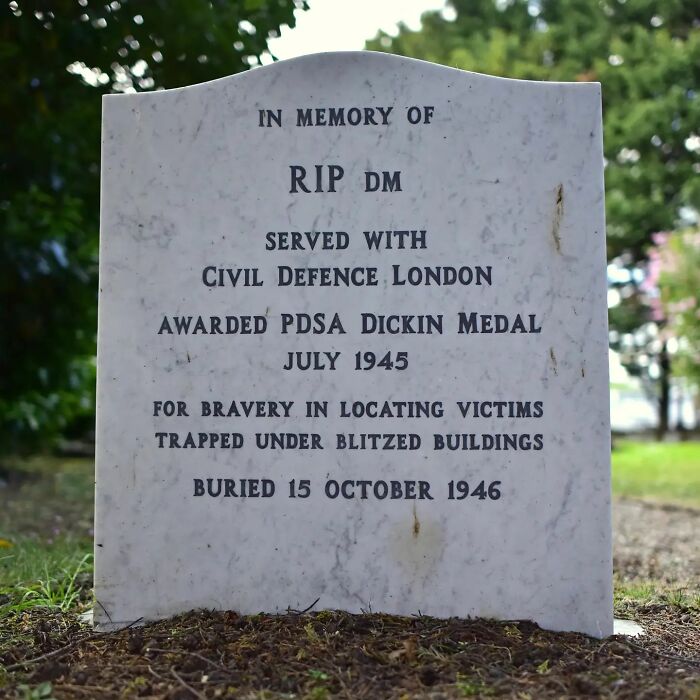 IN MEMORY OF
RIP DM
SERVED WITH
CIVIL DEFENCE LONDON
AWARDED PDSA DICKIN MEDAL
JULY 1945
FOR BRAVERY IN LOCATING VICTIMS
TRAPPED UNDER BLITZED BUILDINGS
BURIED 15 OCTOBER 1946